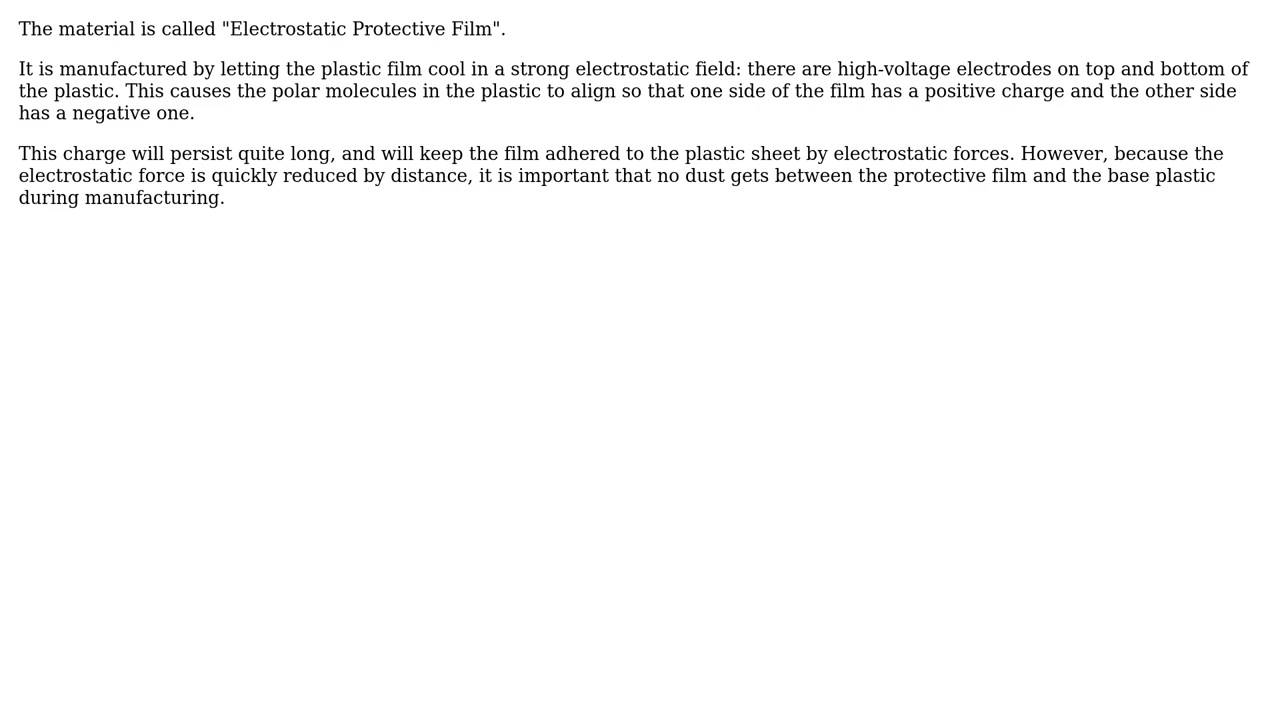 The material is called "Electrostatic Protective Film".
It is manufactured by letting the plastic film cool in a strong electrostatic field: there are high-voltage electrodes on top and bottom of
the plastic. This causes the polar molecules in the plastic to align so that one side of the film has a positive charge and the other side
has a negative one.
This charge will persist quite long, and will keep the film adhered to the plastic sheet by electrostatic forces. However, because the
electrostatic force is quickly reduced by distance, it is important that no dust gets between the protective film and the base plastic
during manufacturing.